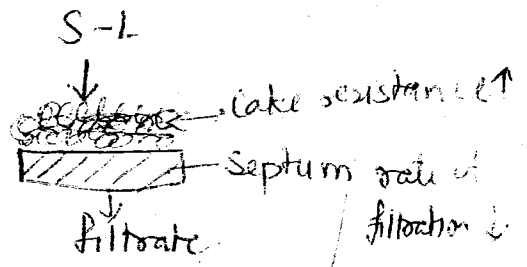 S-L
cake resistance↑
Septum rate of
filtration ↓
filtrate